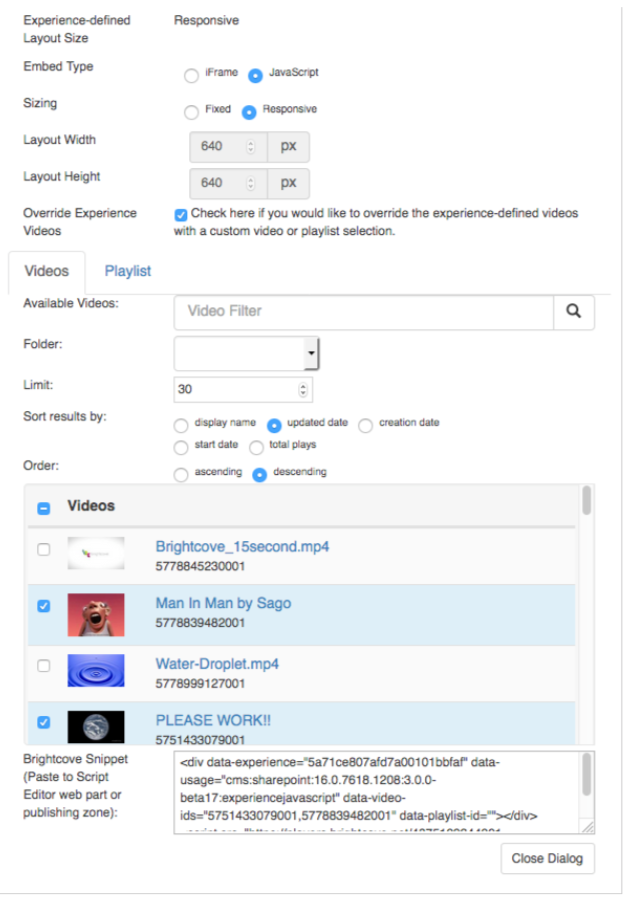 Experience-defined Responsive
Layout Size
Embed Type
iFrame JavaScript
Sizing
Fixed Responsive
Layout Width
640 px
Layout Height
640 px
Override Experience Check here if you would like to override the experience-defined videos
Videos with a custom video or playlist selection.
Videos Playlist
Available Videos: Video Filter
Folder:
Limit: 30
Sort results by: display name updated date creation date
start date total plays
Order: ascending descending
Videos
Brightcove_15second.mp4
5778845230001
Man In Man by Sago
5778839482001
Water-Droplet.mp4
5778999127001
PLEASE WORK!!
5751433079001
Brightcove Snippet <div data-experience="5a71ce807afd7a00101bbfaf" data-
(Paste to Script usage="cms:sharepoint:16.0.7618.1208:3.0.0-
Editor web part or beta17:experiencejavascript" data-video-
publishing zone): ids="5751433079001,5778839482001" data-playlist-id=""></div>
Close Dialog